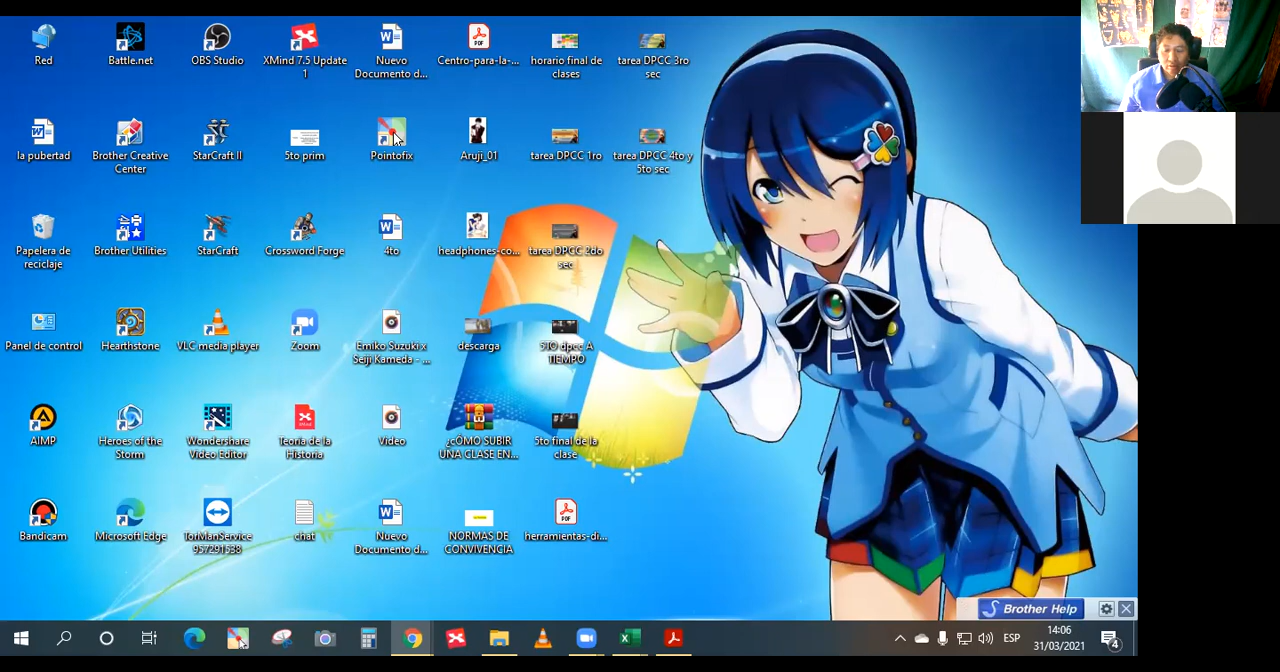 Red
Battle.net
OBS Studio
XMind 7.5 Update
1
Nuevo
Documento d...
Centro-para-la-...
horario final de
clases
tarea DPCC 3ro
sec
la pubertad
Brother Creative
Center
StarCraft II
5to prim
Pointofix
Aruji_01
tarea DPCC 1ro
tarea DPCC 4to y
5to sec
Papelera de
reciclaje
Brother Utilities
StarCraft
Crossword Forge
4to
headphones-co...
tarea DPCC 2do
sec
Panel de control
Hearthstone
VLC media player
Zoom
Emiko Suzuki x
Seiji Kameda - ...
descarga
5TO dpcc A
TIEMPO
AIMP
Heroes of the
Storm
Wondershare
Video Editor
Teoria de la
Historia
Video
¿cÓMO SUBIR
UNA CLASE EN...
5to final de la
clase
Bandicam
Microsoft Edge
TorManService
957291538
chat
Nuevo
Documento d...
NORMAS DE
CONVIVENCIA
herramientas-di...
Brother Help
ESP
14:06
31/03/2021
4